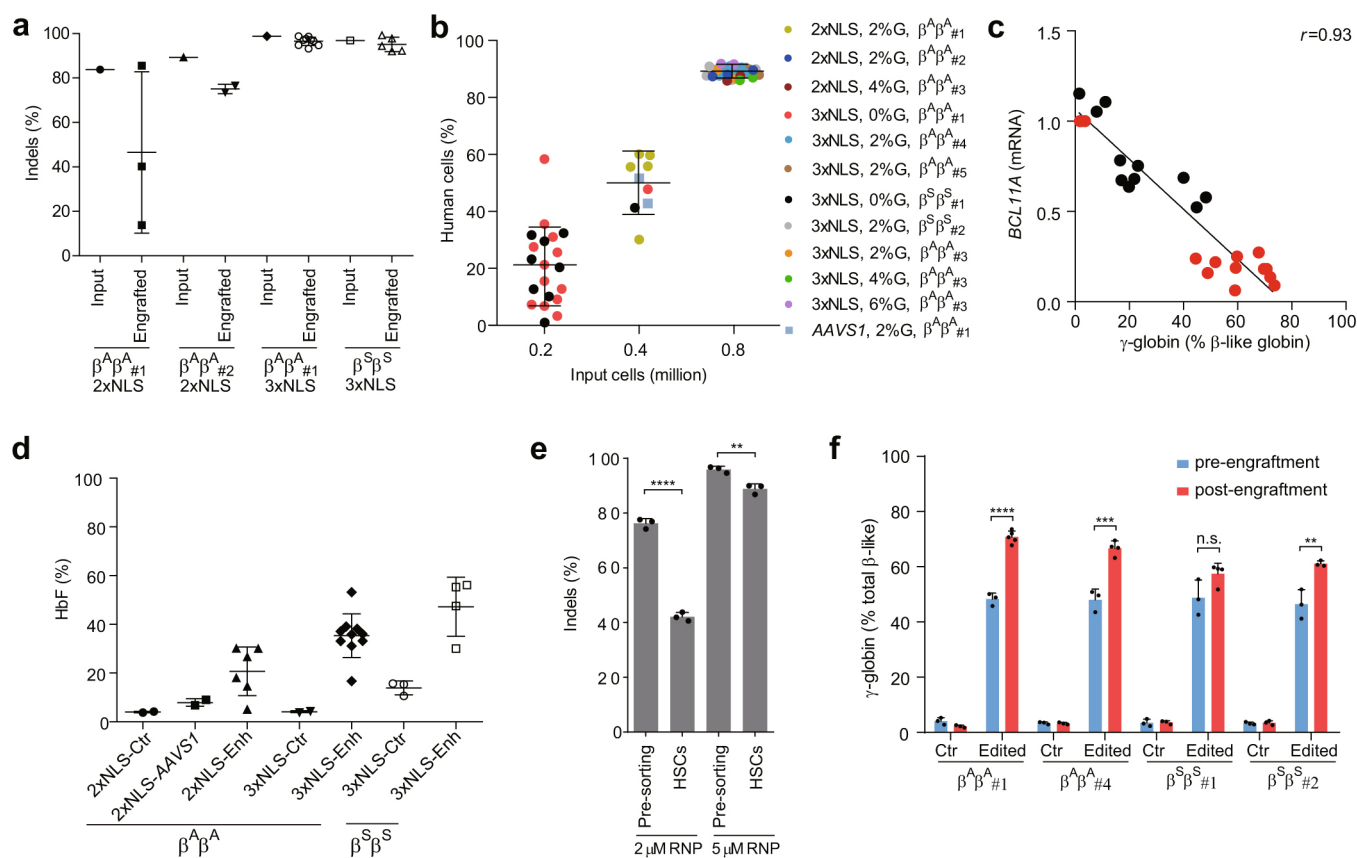 a
Indels (%)
100
80
60
40
20
0
Input
Engrafted
Input
Engrafted
Input
Engrafted
Input
Engrafted
βᴬβᴬ#1
2xNLS
βᴬβᴬ#2
2xNLS
βᴬβᴬ#1
3xNLS
βˢβˢ
3xNLS
b
Human cells (%)
100
80
60
40
20
0
0.2
0.4
0.8
Input cells (million)
2xNLS, 2%G, βᴬβᴬ#1
2xNLS, 2%G, βᴬβᴬ#2
2xNLS, 4%G, βᴬβᴬ#3
3xNLS, 0%G, βᴬβᴬ#1
3xNLS, 2%G, βᴬβᴬ#4
3xNLS, 2%G, βᴬβᴬ#5
3xNLS, 0%G, βˢβˢ#1
3xNLS, 2%G, βˢβˢ#2
3xNLS, 2%G, βᴬβᴬ#3
3xNLS, 4%G, βᴬβᴬ#3
3xNLS, 6%G, βᴬβᴬ#3
AAVS1, 2%G, βᴬβᴬ#1
c
r=0.93
BCL11A (mRNA)
1.0
0.5
0.0
0
20
40
60
80
100
γ-globin (% β-like globin)
d
HbF (%)
100
80
60
40
20
0
2xNLS-Ctr
2xNLS-AAVS1
2xNLS-Enh
3xNLS-Ctr
3xNLS-Enh
3xNLS-Ctr
3xNLS-Enh
βᴬβᴬ
βˢβˢ
e
Indels (%)
100
80
60
40
20
0
****
**
Pre-sorting
HSCs
Pre-sorting
HSCs
2 μM RNP
5 μM RNP
f
pre-engraftment
post-engraftment
γ-globin (% total β-like)
100
80
60
40
20
0
****
***
n.s.
**
Ctr
Edited
Ctr
Edited
Ctr
Edited
Ctr
Edited
βᴬβᴬ#1
βᴬβᴬ#4
βˢβˢ#1
βˢβˢ#2